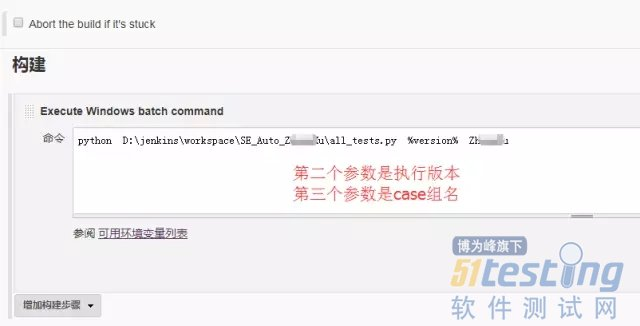 Abort the build if it's stuck
构建
Execute Windows batch command
命令
python D:\jenkins\workspace\SE_Auto_Z u\all_tests.py %version% Zh u
第二个参数是执行版本
第三个参数是case组名
参阅 可用环境变量列表
增加构建步骤
博为峰旗下
51testing
软件测试网